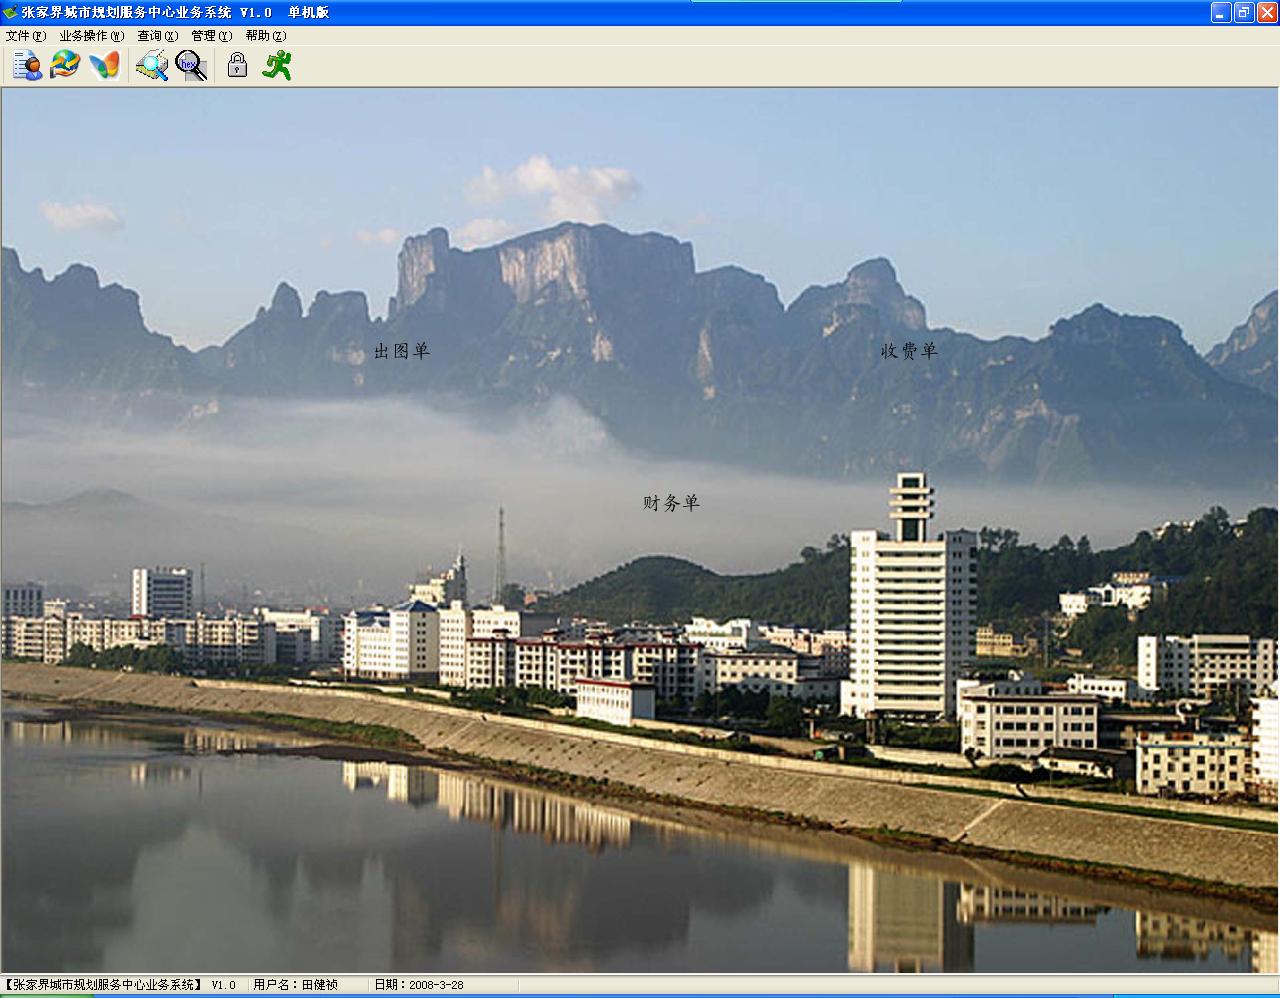 张家界城市规划服务中心业务系统 V1.0 单机版
文件(F) 业务操作(W) 查询(X) 管理(Y) 帮助(Z)
hex
出图单 收费单
财务单
【张家界城市规划服务中心业务系统】 V1.0 用户名：田健祯 日期：2008-3-28